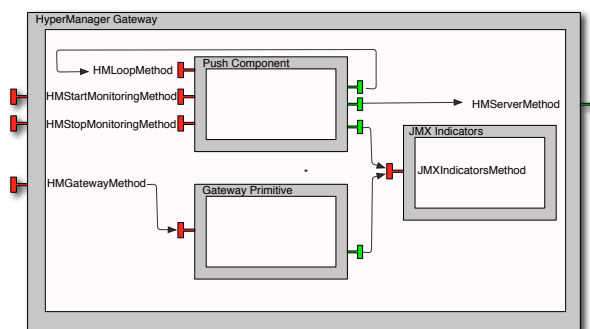 HyperManager Gateway
Push Component
HMLoopMethod
HMStartMonitoringMethod
HMServerMethod
HMStopMonitoringMethod
JMX Indicators
JMXIndicatorsMethod
HMGatewayMethod
Gateway Primitive